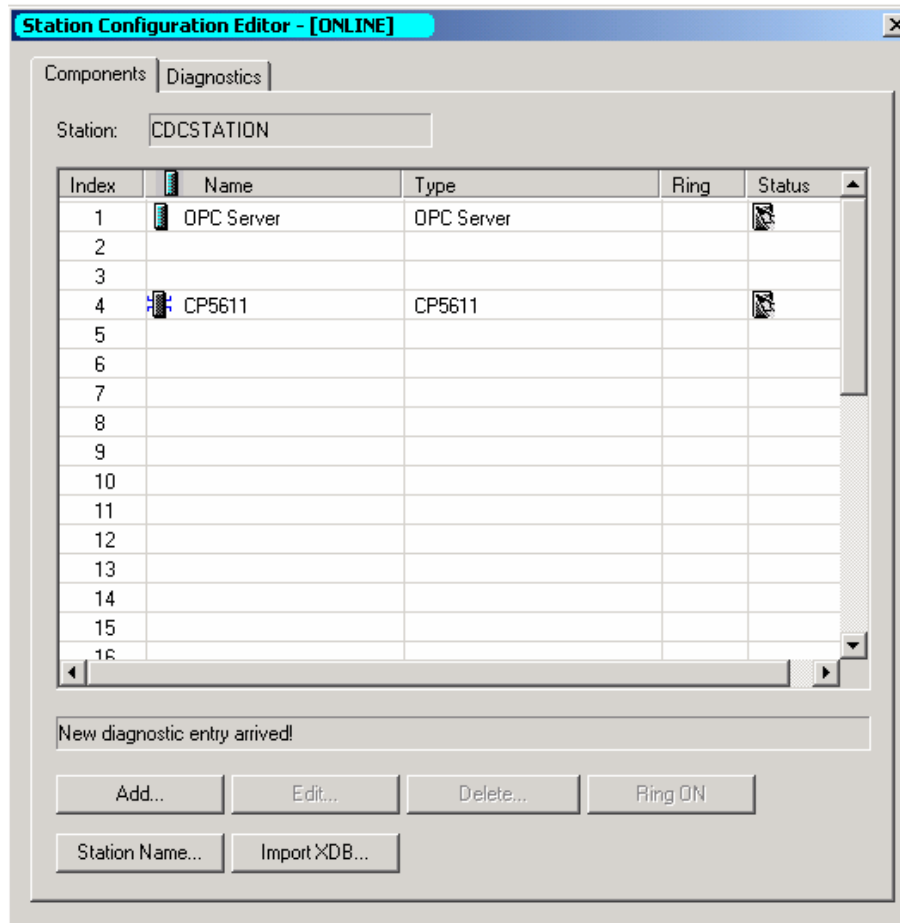 Station Configuration Editor - [ONLINE]
Components Diagnostics
Station: CDCSTATION
Index Name Type Ring Status
1 OPC Server OPC Server
2
3
4 CP5611 CP5611
5
6
7
8
9
10
11
12
13
14
15
16
New diagnostic entry arrived!
Add... Edit... Delete... Ring ON
Station Name... Import XDB...